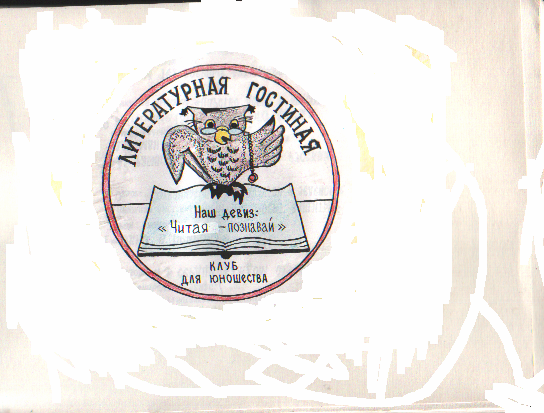 ЛИТЕРАТУРНАЯ ГОСТИНАЯ
Наш девиз:
«Читая - познавай»
КЛУБ
для юношества